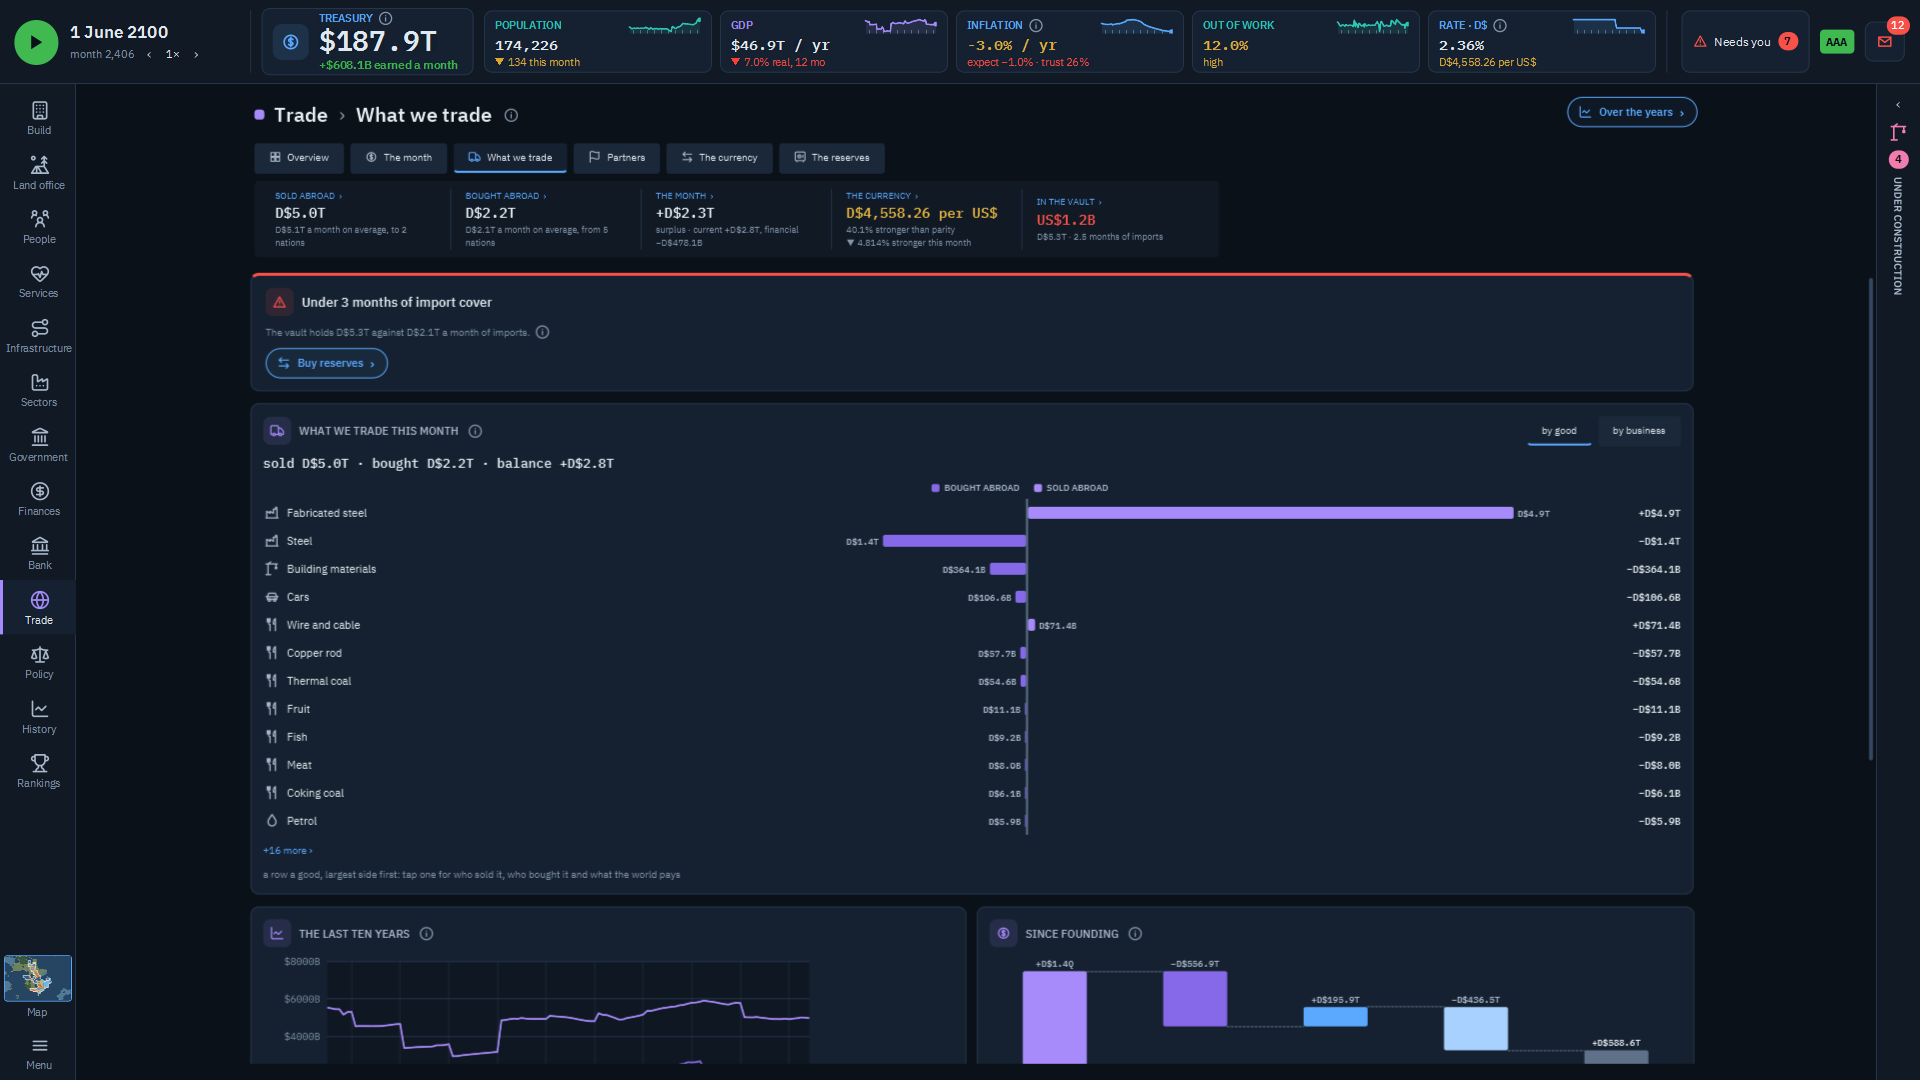 1 June 2100
month 2,406 ‹ 1× ›
TREASURY
$187.9T
+$608.1B earned a month
POPULATION
174,226
▼ 134 this month
GDP
$46.9T / yr
▼ 7.0% real, 12 mo
INFLATION
-3.0% / yr
expect −1.0% · trust 26%
OUT OF WORK
12.0%
high
RATE · D$
2.36%
D$4,558.26 per US$
Needs you 7
AAA
12
Build
Land office
People
Services
Infrastructure
Sectors
Government
Finances
Bank
Trade
Policy
History
Rankings
Map
Menu
Trade › What we trade
Over the years ›
Overview
The month
What we trade
Partners
The currency
The reserves
SOLD ABROAD ›
D$5.0T
D$5.1T a month on average, to 2
nations
BOUGHT ABROAD ›
D$2.2T
D$2.1T a month on average, from 5
nations
THE MONTH ›
+D$2.3T
surplus · current +D$2.8T, financial
−D$478.1B
THE CURRENCY ›
D$4,558.26 per US$
40.1% stronger than parity
▼ 4.814% stronger this month
IN THE VAULT ›
US$1.2B
D$5.3T · 2.5 months of imports
Under 3 months of import cover
The vault holds D$5.3T against D$2.1T a month of imports.
Buy reserves ›
WHAT WE TRADE THIS MONTH
by good
by business
sold D$5.0T · bought D$2.2T · balance +D$2.8T
BOUGHT ABROAD SOLD ABROAD
Fabricated steel D$4.9T +D$4.9T
Steel D$1.4T −D$1.4T
Building materials D$364.1B −D$364.1B
Cars D$106.6B −D$106.6B
Wire and cable D$71.4B +D$71.4B
Copper rod D$57.7B −D$57.7B
Thermal coal D$54.6B −D$54.6B
Fruit D$11.1B −D$11.1B
Fish D$9.2B −D$9.2B
Meat D$8.0B −D$8.0B
Coking coal D$6.1B −D$6.1B
Petrol D$5.9B −D$5.9B
+16 more ›
a row a good, largest side first: tap one for who sold it, who bought it and what the world pays
THE LAST TEN YEARS
$8000B
$6000B
$4000B
SINCE FOUNDING
+D$1.4Q
−D$556.9T
+D$195.9T
−D$436.5T
+D$588.6T
‹
4
UNDER CONSTRUCTION